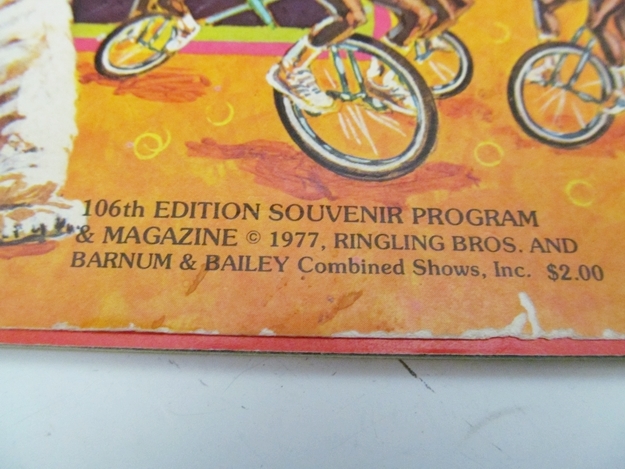 106th EDITION SOUVENIR PROGRAM
& MAGAZINE © 1977, RINGLING BROS. AND
BARNUM & BAILEY Combined Shows, Inc. $2.00